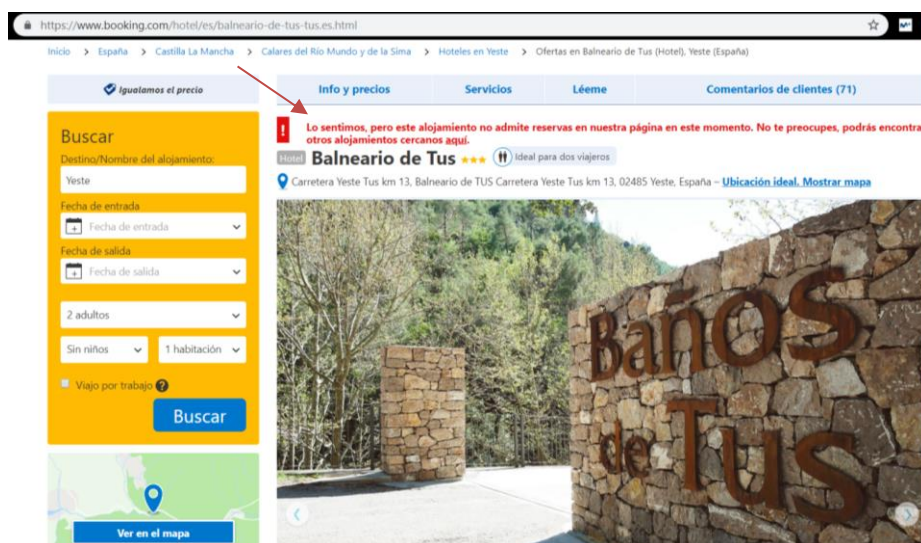 https://www.booking.com/hotel/es/balneario-de-tus-tus.es.html
Inicio > España > Castilla La Mancha > Calares del Río Mundo y de la Sima > Hoteles en Yeste > Ofertas en Balneario de Tus (Hotel), Yeste (España)
Igualamos el precio
Info y precios Servicios Léeme Comentarios de clientes (71)
Buscar
Destino/Nombre del alojamiento:
Yeste
Fecha de entrada
Fecha de entrada
Fecha de salida
Fecha de salida
2 adultos
Sin niños 1 habitación
Viajo por trabajo ?
Buscar
Ver en el mapa
! Lo sentimos, pero este alojamiento no admite reservas en nuestra página en este momento. No te preocupes, podrás encontra
otros alojamientos cercanos aquí.
Hotel Balneario de Tus Ideal para dos viajeros
Carretera Yeste Tus km 13, Balneario de TUS Carretera Yeste Tus km 13, 02485 Yeste, España – Ubicación ideal. Mostrar mapa
Baños
de Tus